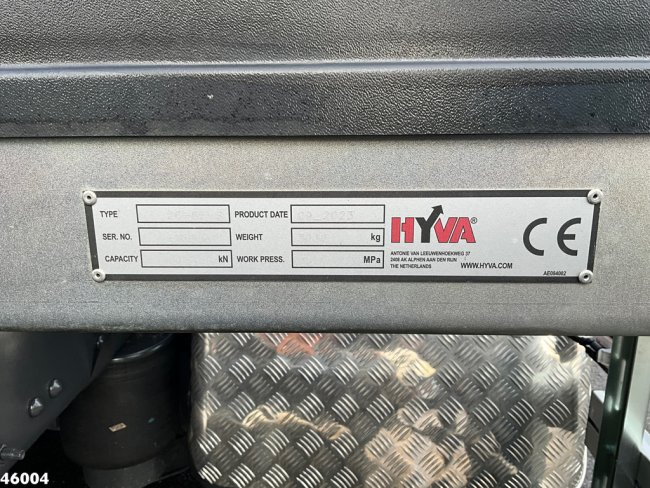 TYPE PRODUCT DATE
SER. NO. WEIGHT kg
CAPACITY kN WORK PRESS. MPa
HYVA®
ANTONIE VAN LEEUWENHOEKWEG 37
2408 AK ALPHEN AAN DEN RIJN
THE NETHERLANDS WWW.HYVA.COM
CE
AE094002
46004